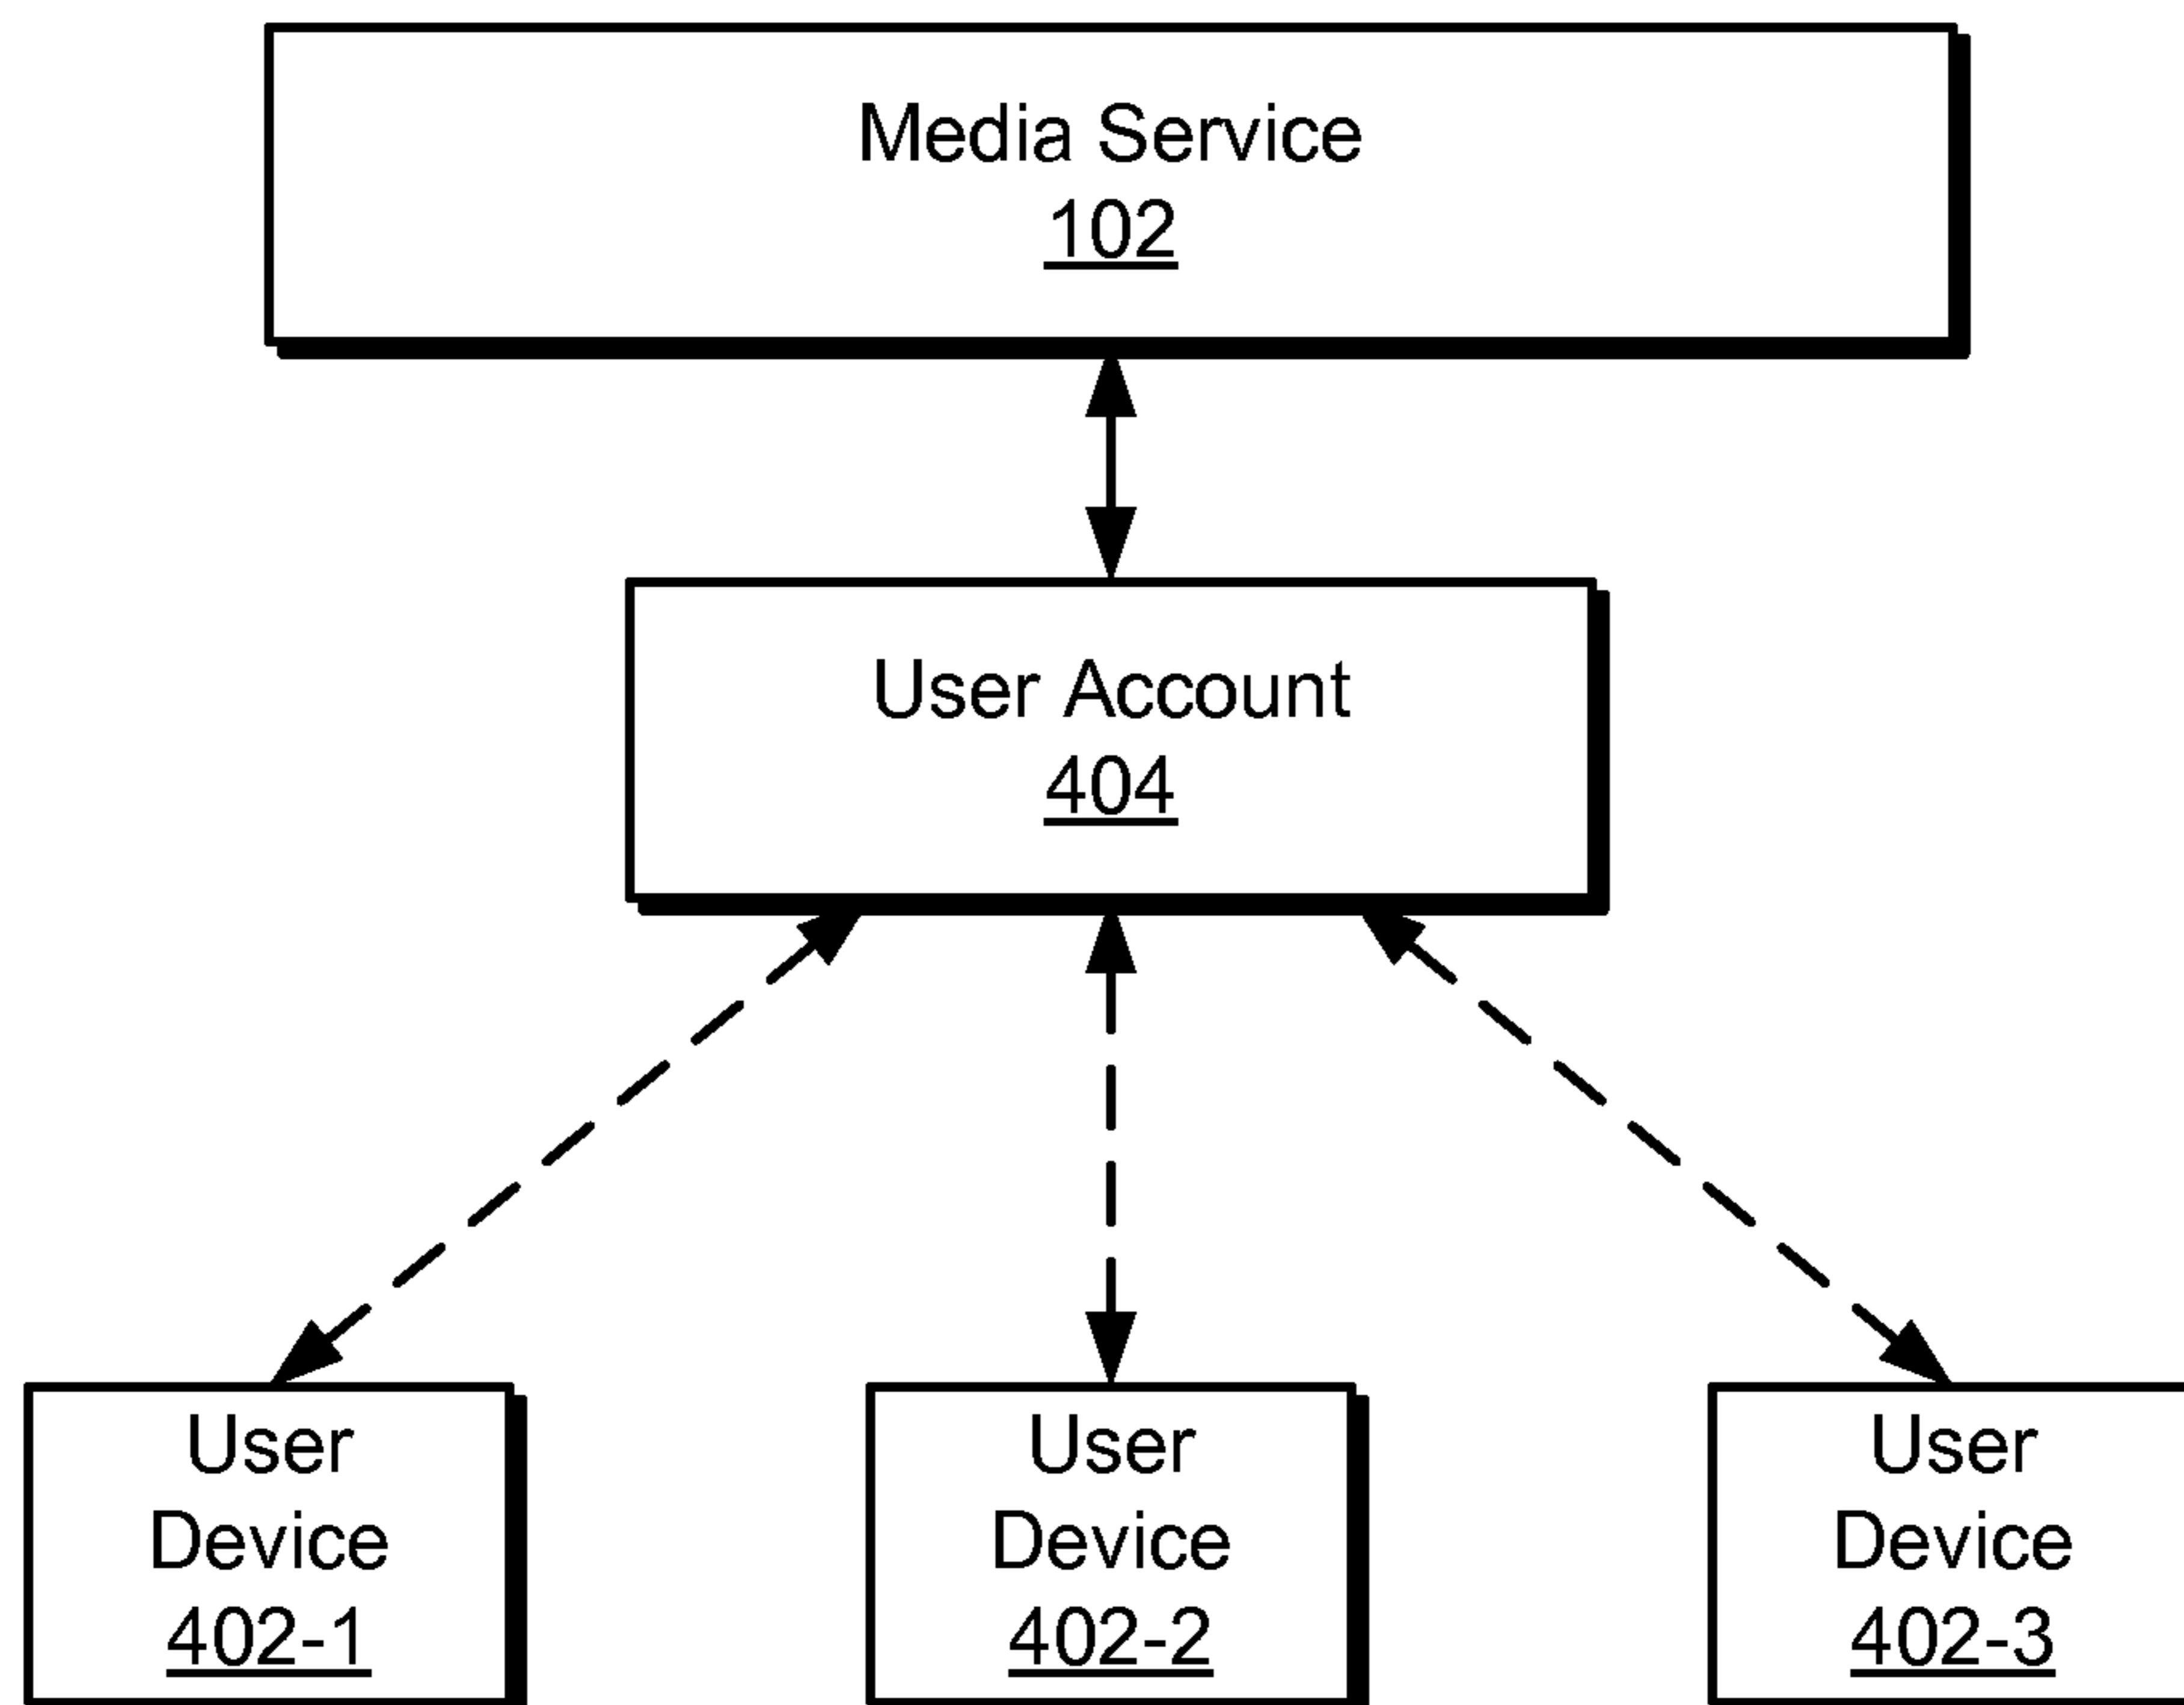 Media Service
102
User Account
404
User
Device
402-1
User
Device
402-2
User
Device
402-3